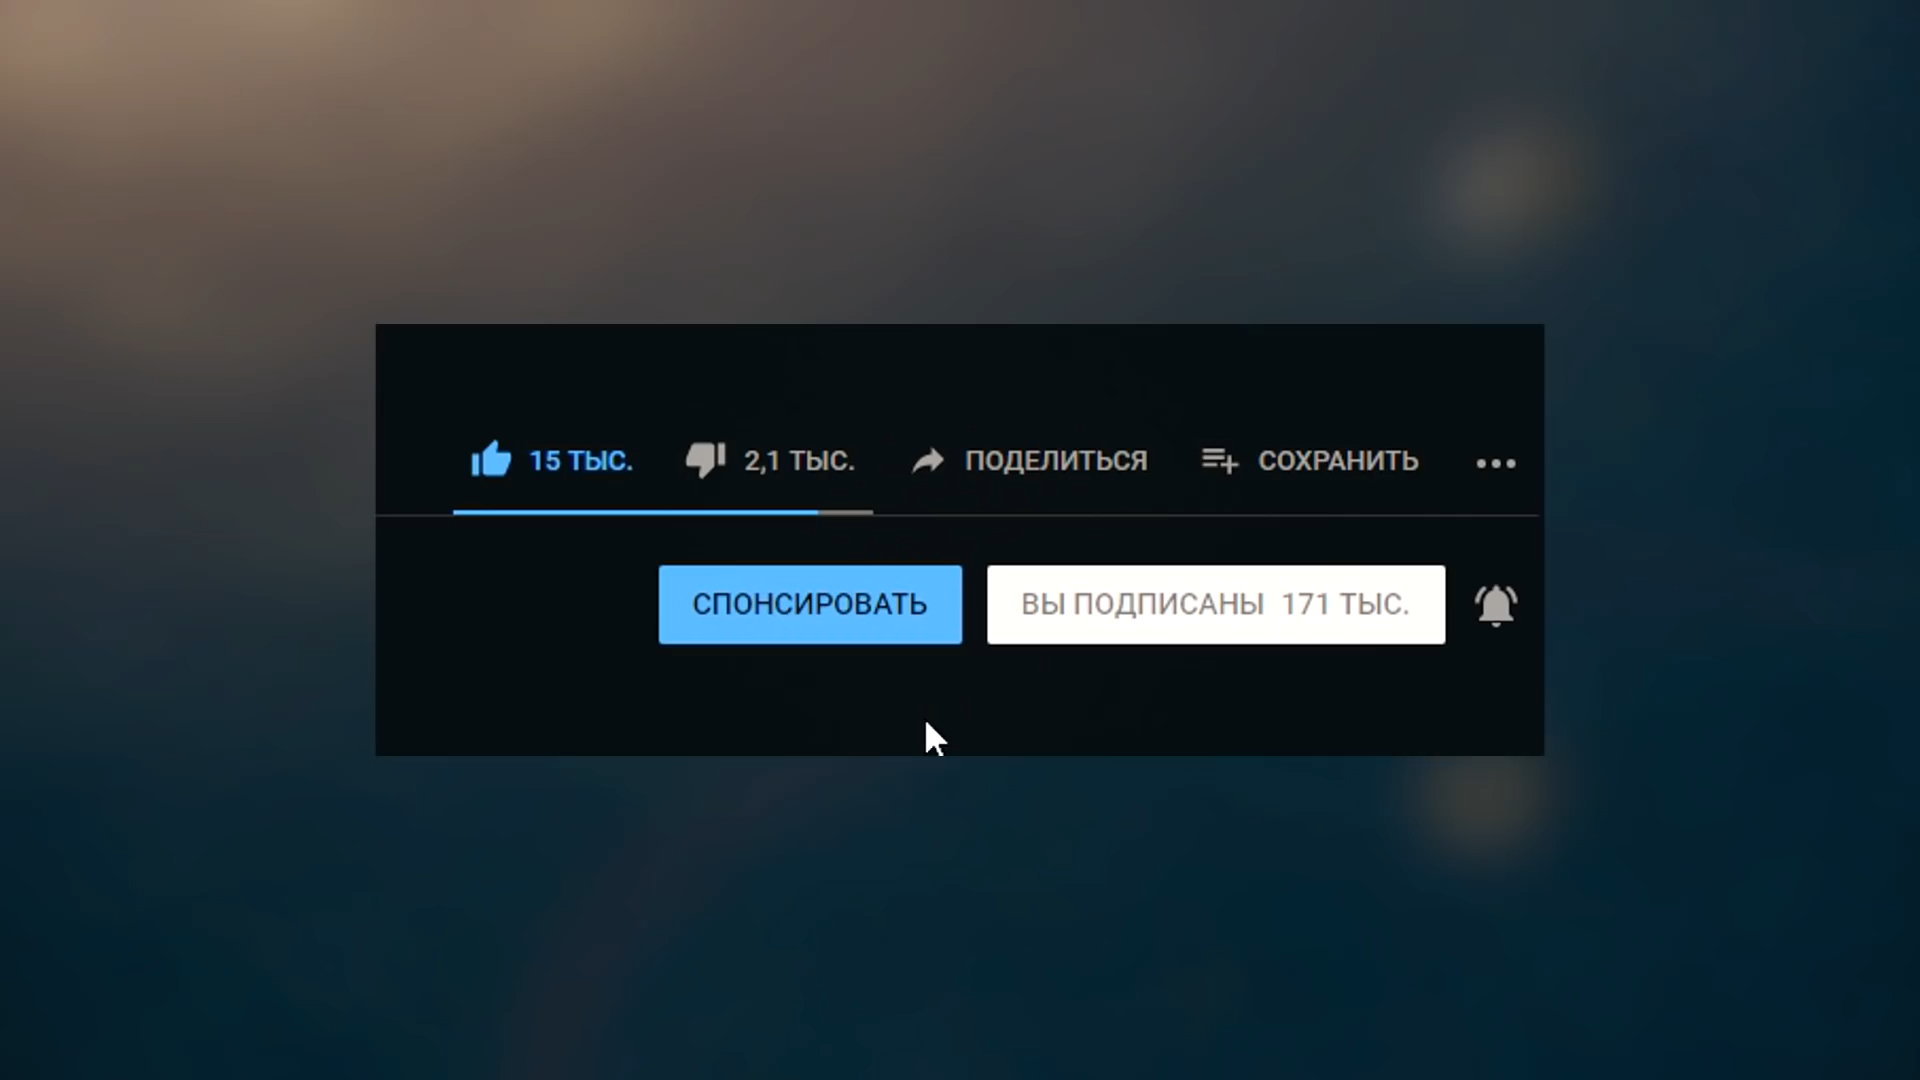 15 ТЫС. 2,1 ТЫС. ПОДЕЛИТЬСЯ СОХРАНИТЬ
СПОНСИРОВАТЬ ВЫ ПОДПИСАНЫ 171 ТЫС.